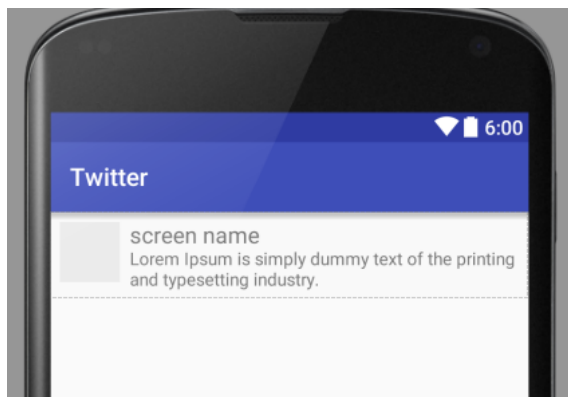 6:00
Twitter
screen name
Lorem Ipsum is simply dummy text of the printing
and typesetting industry.